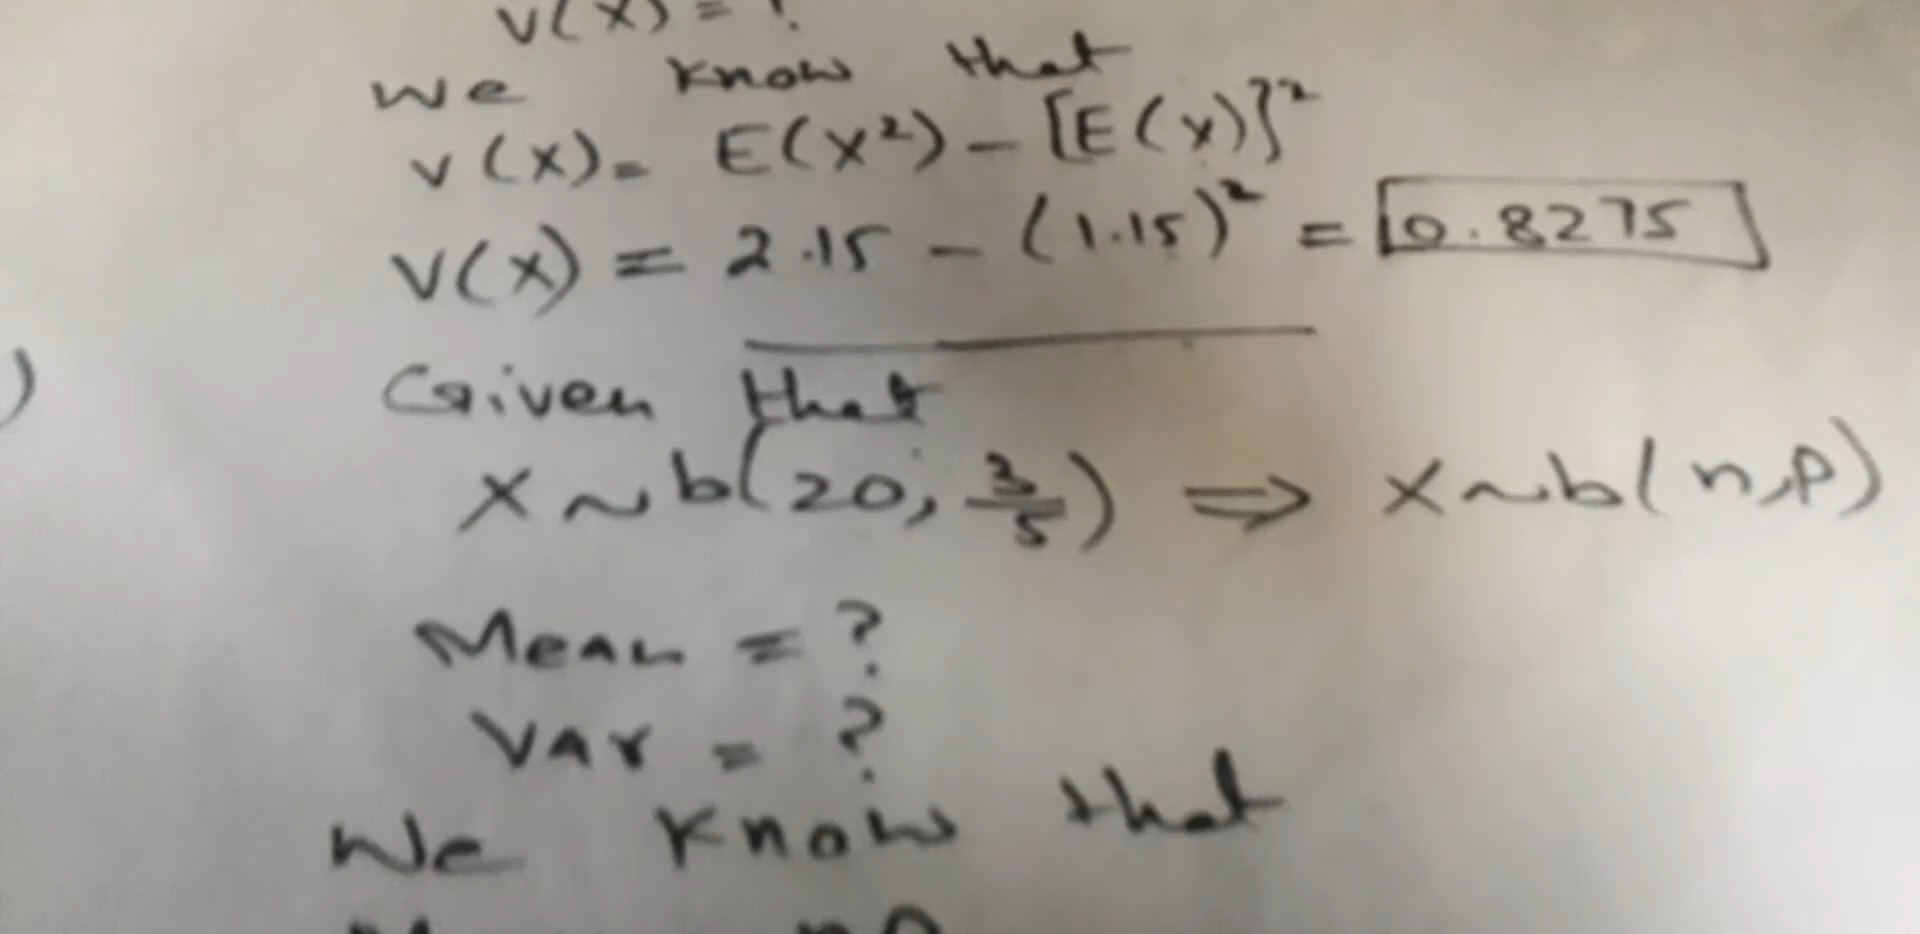 V(X) = ?
We know that
V(X) = E(X²) - [E(X)]²
V(X) = 2.15 - (1.15)² = 0.8275
)
Given that
X ~ b(20, 3/5) ⇒ X ~ b(n, p)
Mean = ?
VAR = ?
We know that